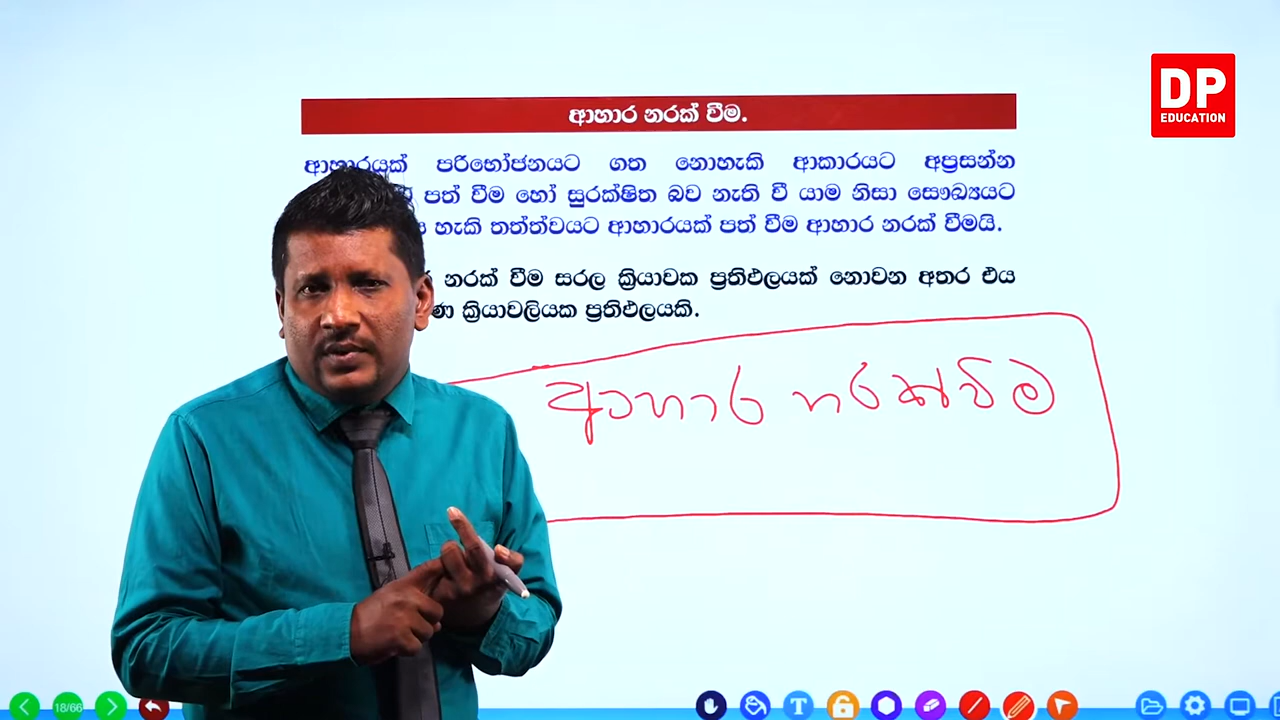 DP
EDUCATION
ආහාර නරක් වීම.
ආහාරයක් පරිභෝජනයට ගත නොහැකි ආකාරයට අප්‍රසන්න
පත් වීම හෝ සුරක්ෂිත බව නැති වී යාම නිසා සෞඛ්‍යයට
හැකි තත්ත්වයට ආහාරයක් පත් වීම ආහාර නරක් වීමයි.
නරක් වීම සරල ක්‍රියාවක ප්‍රතිඵලයක් නොවන අතර එය
ක්‍රියාවලියක ප්‍රතිඵලයකි.
ආහාර නරක්වීම
18/66
T